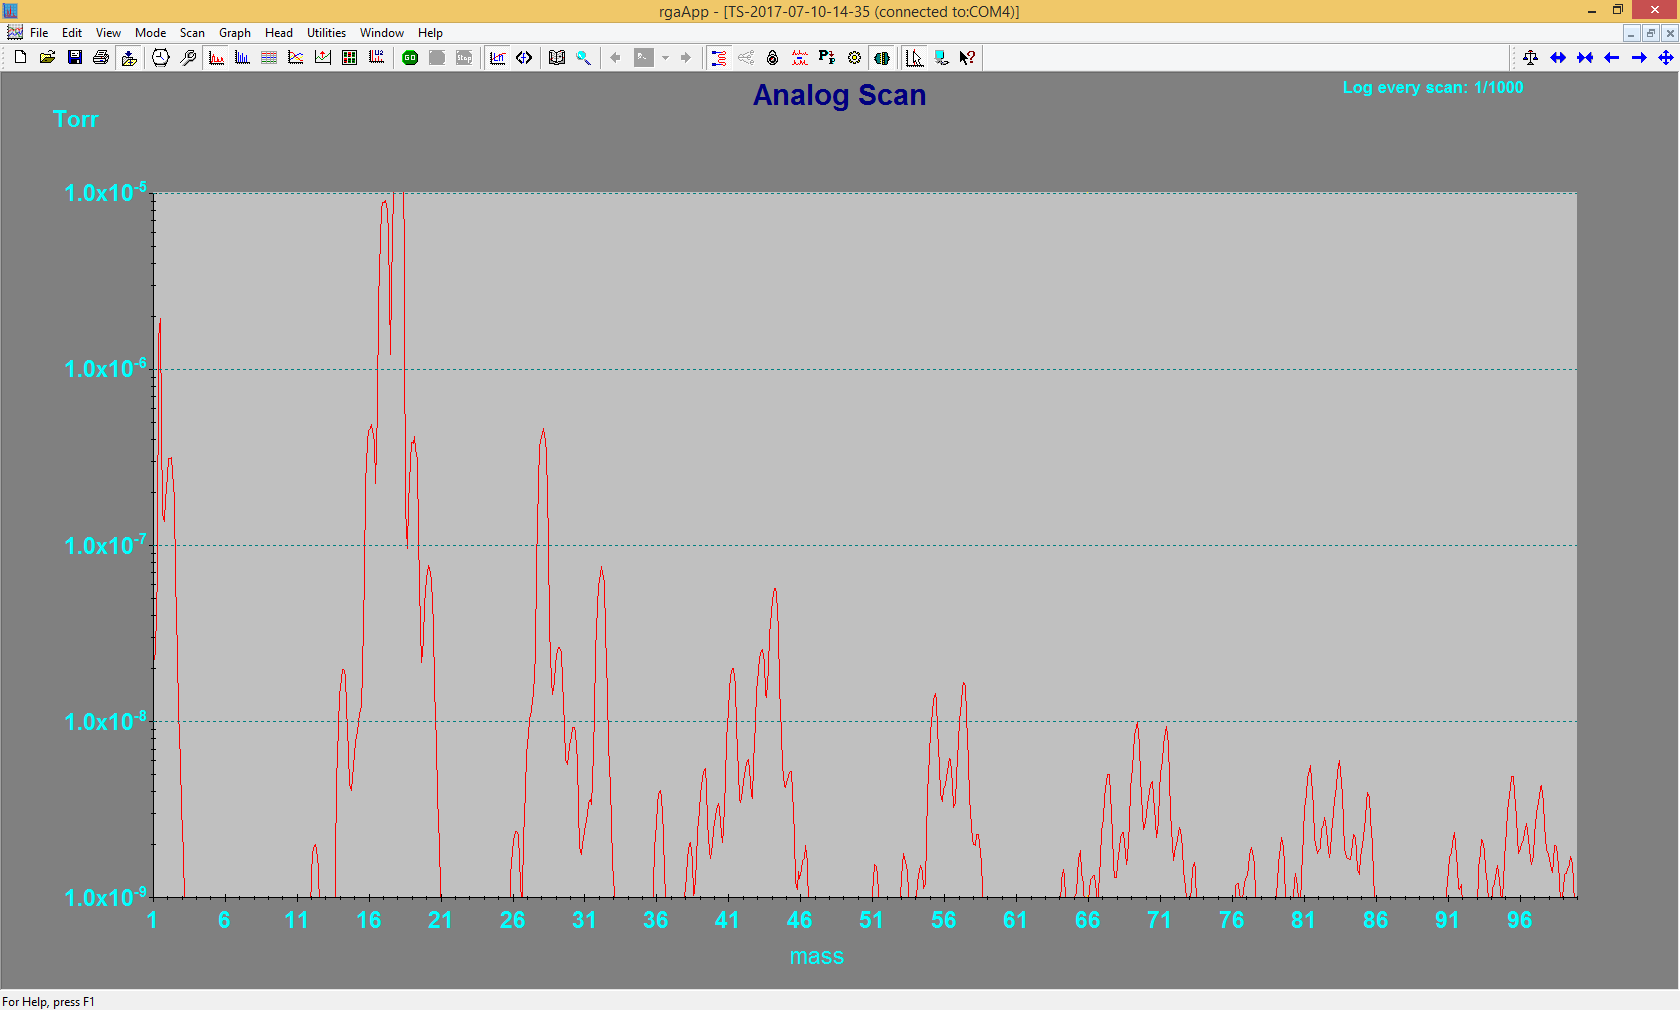 rgaApp - [TS-2017-07-10-14-35 (connected to:COM4)]
File Edit View Mode Scan Graph Head Utilities Window Help
GO Stop
Analog Scan
Log every scan: 1/1000
Torr
1.0x10-5
1.0x10-6
1.0x10-7
1.0x10-8
1.0x10-9
1 6 11 16 21 26 31 36 41 46 51 56 61 66 71 76 81 86 91 96
mass
For Help, press F1